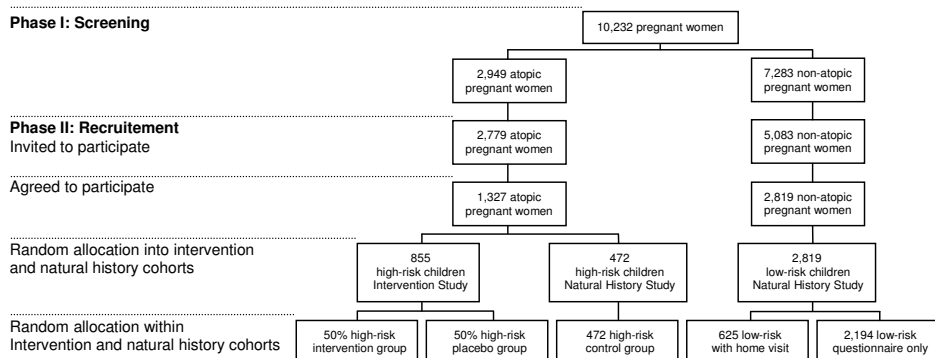 Phase I: Screening
10,232 pregnant women
2,949 atopic
pregnant women
7,283 non-atopic
pregnant women
Phase II: Recruitement
Invited to participate
2,779 atopic
pregnant women
5,083 non-atopic
pregnant women
Agreed to participate
1,327 atopic
pregnant women
2,819 non-atopic
pregnant women
Random allocation into intervention
and natural history cohorts
855
high-risk children
Intervention Study
472
high-risk children
Natural History Study
2,819
low-risk children
Natural History Study
Random allocation within
Intervention and natural history cohorts
50% high-risk
intervention group
50% high-risk
placebo group
472 high-risk
control group
625 low-risk
with home visit
2,194 low-risk
questionnaire only